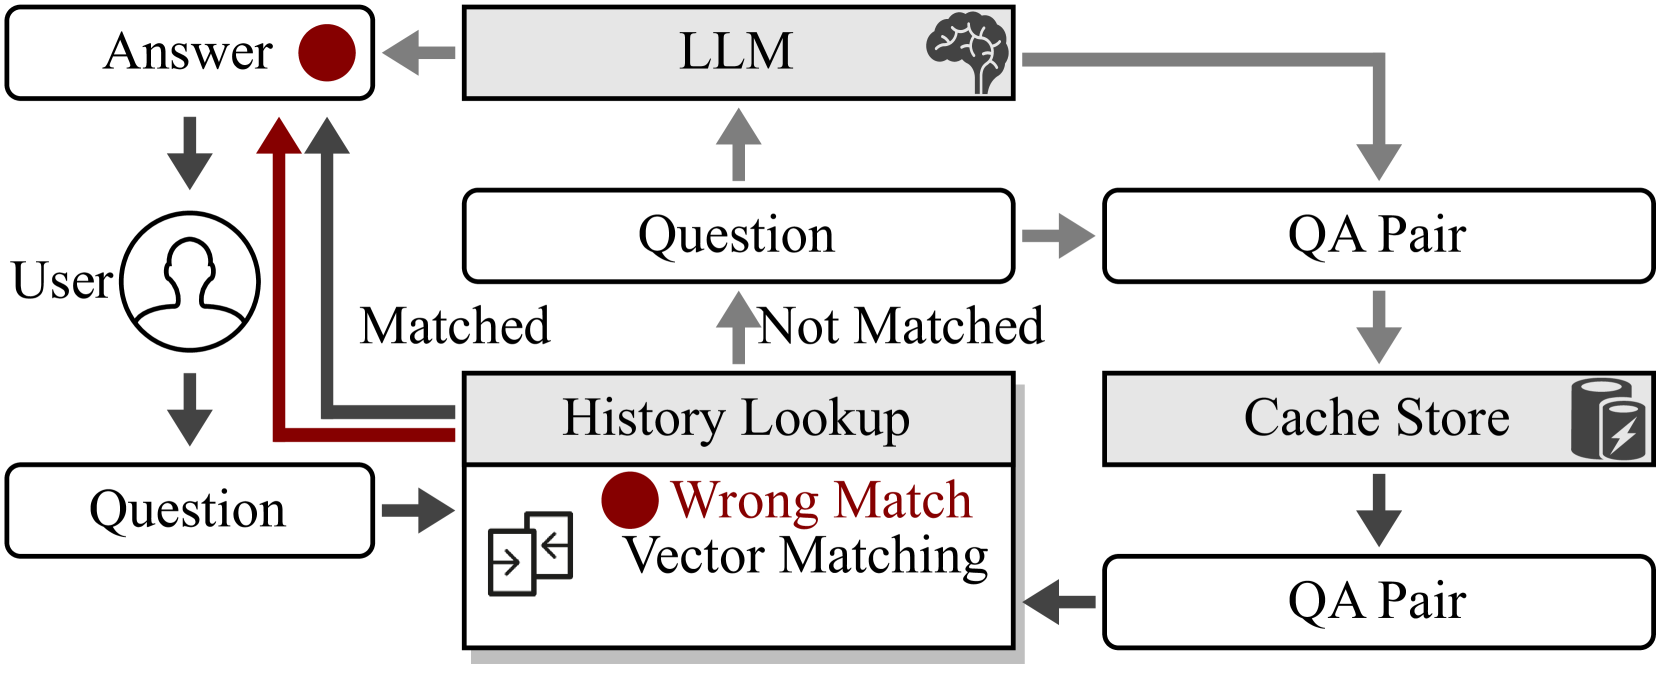 Answer
LLM
Question
QA Pair
User
Matched
Not Matched
History Lookup
Cache Store
Question
Wrong Match
Vector Matching
QA Pair